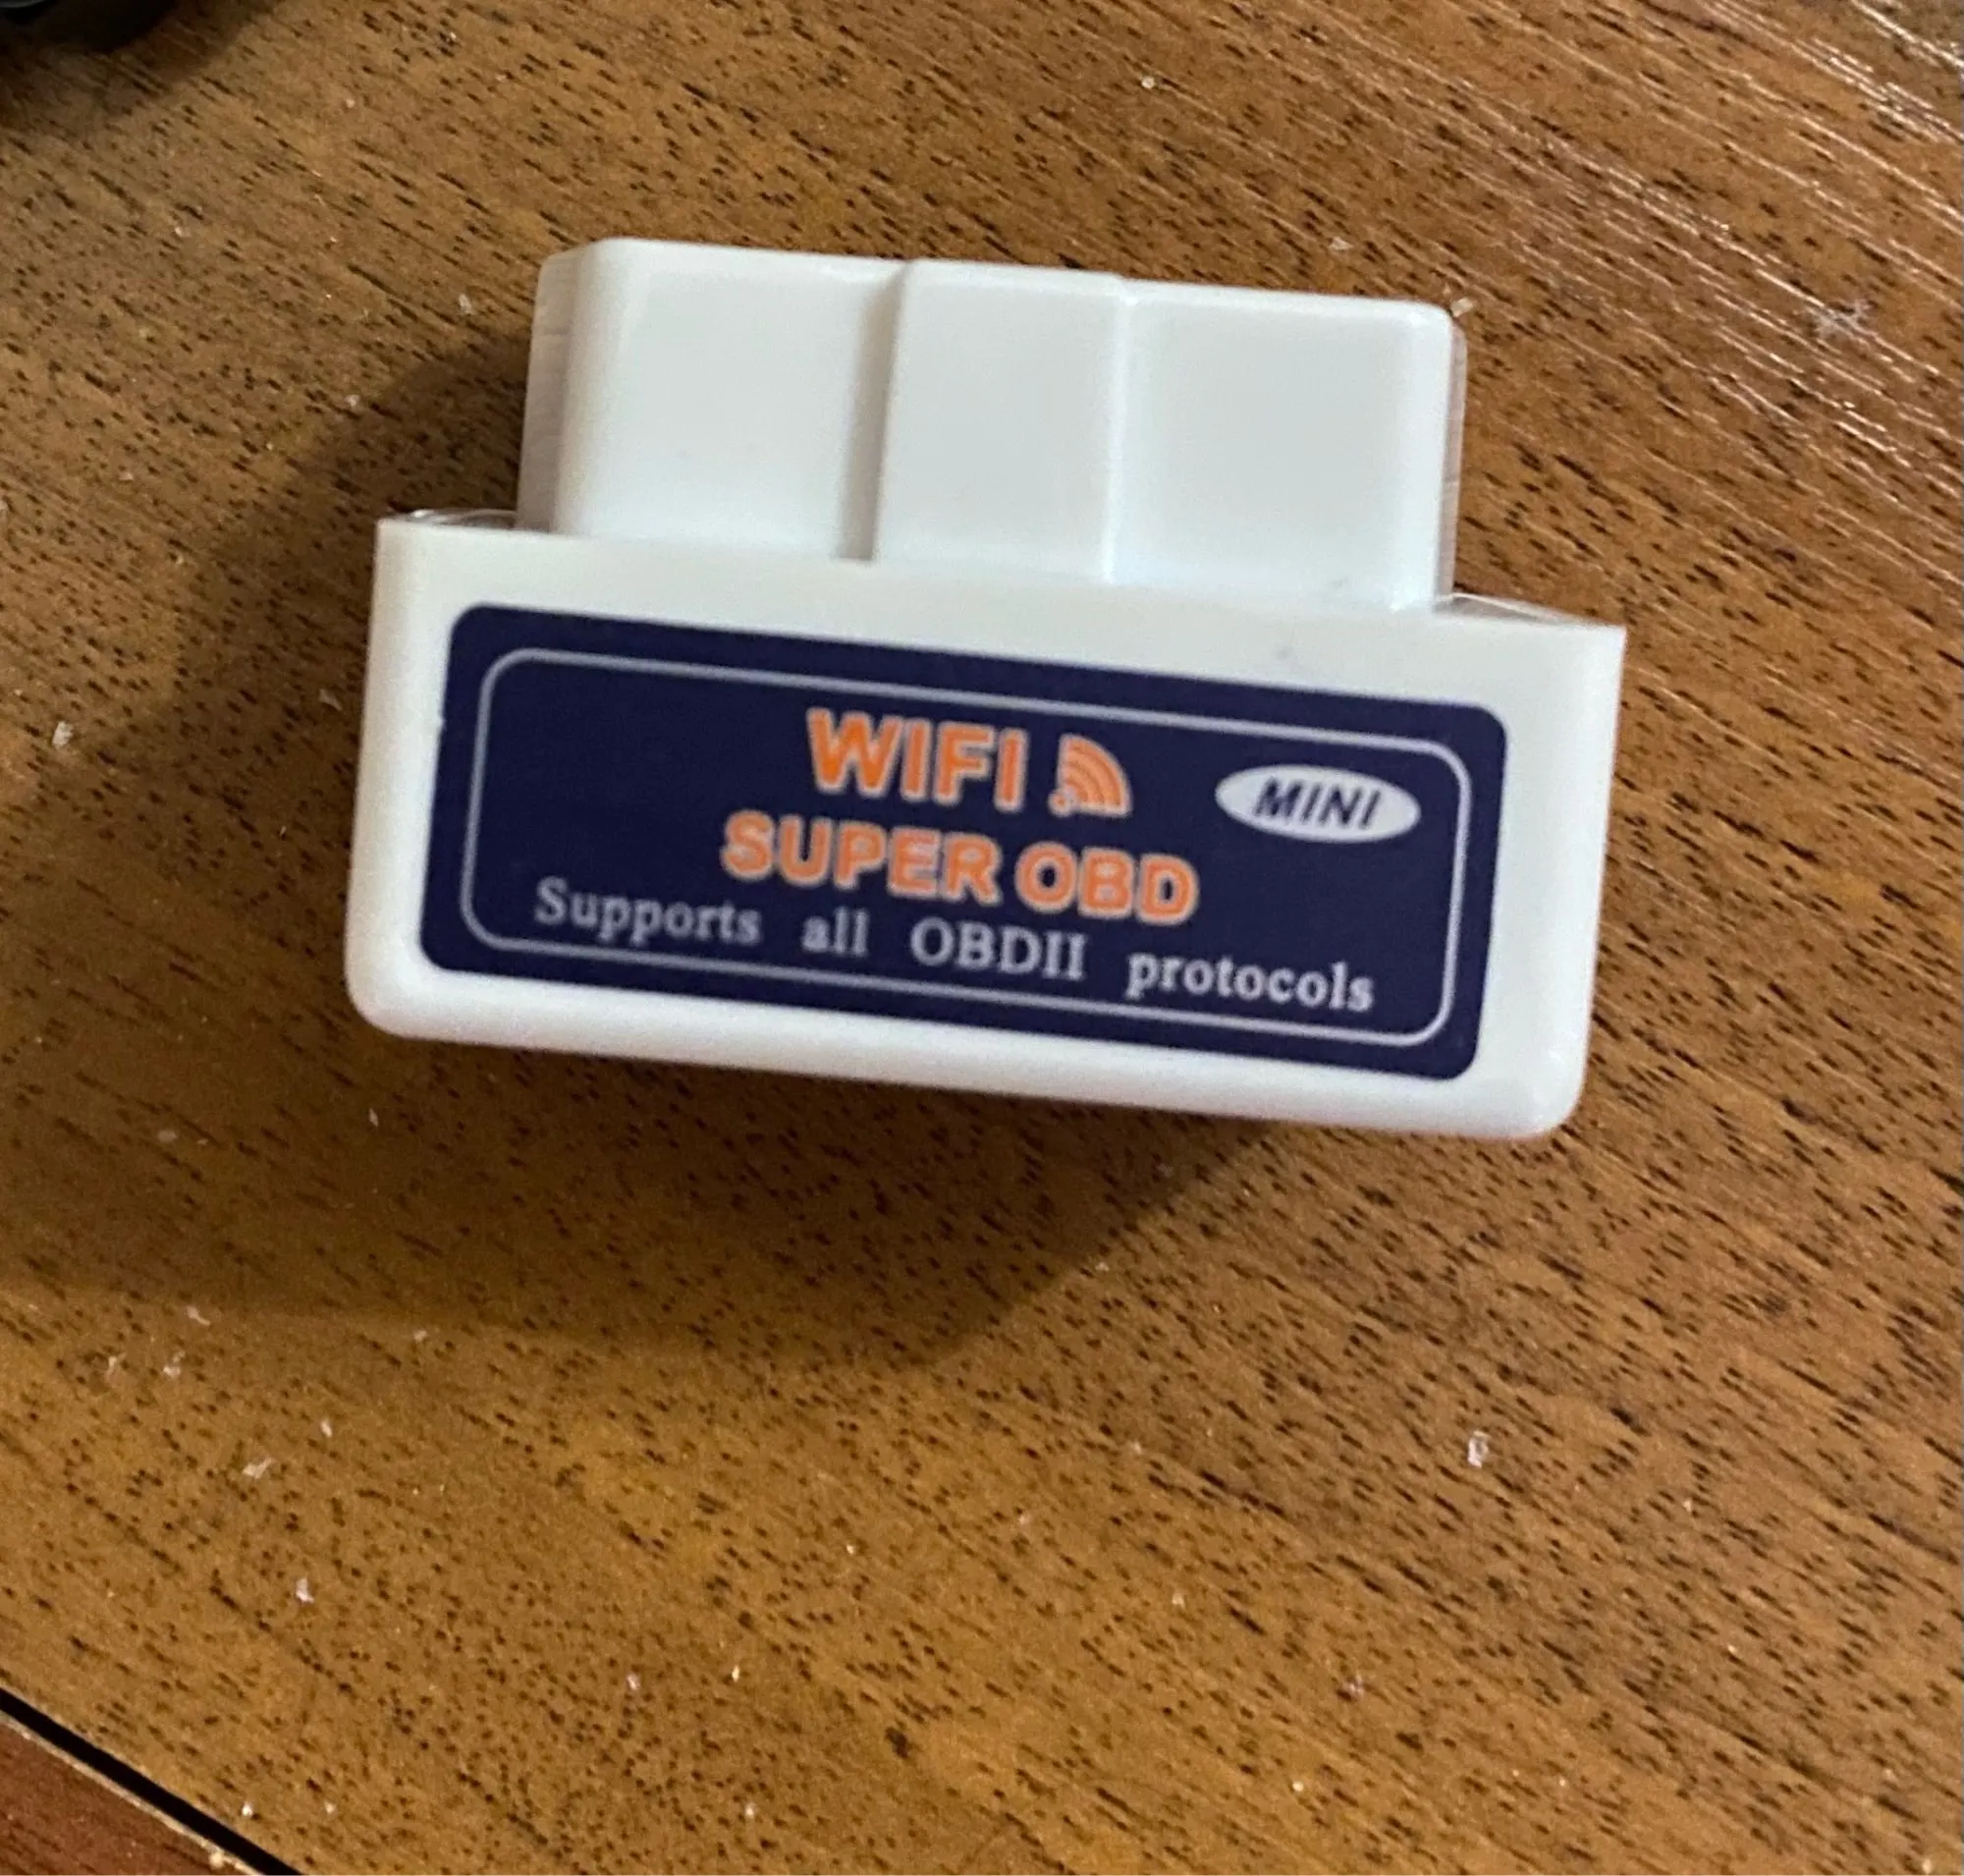 WIFI
MINI
SUPER OBD
Supports all OBDII protocols